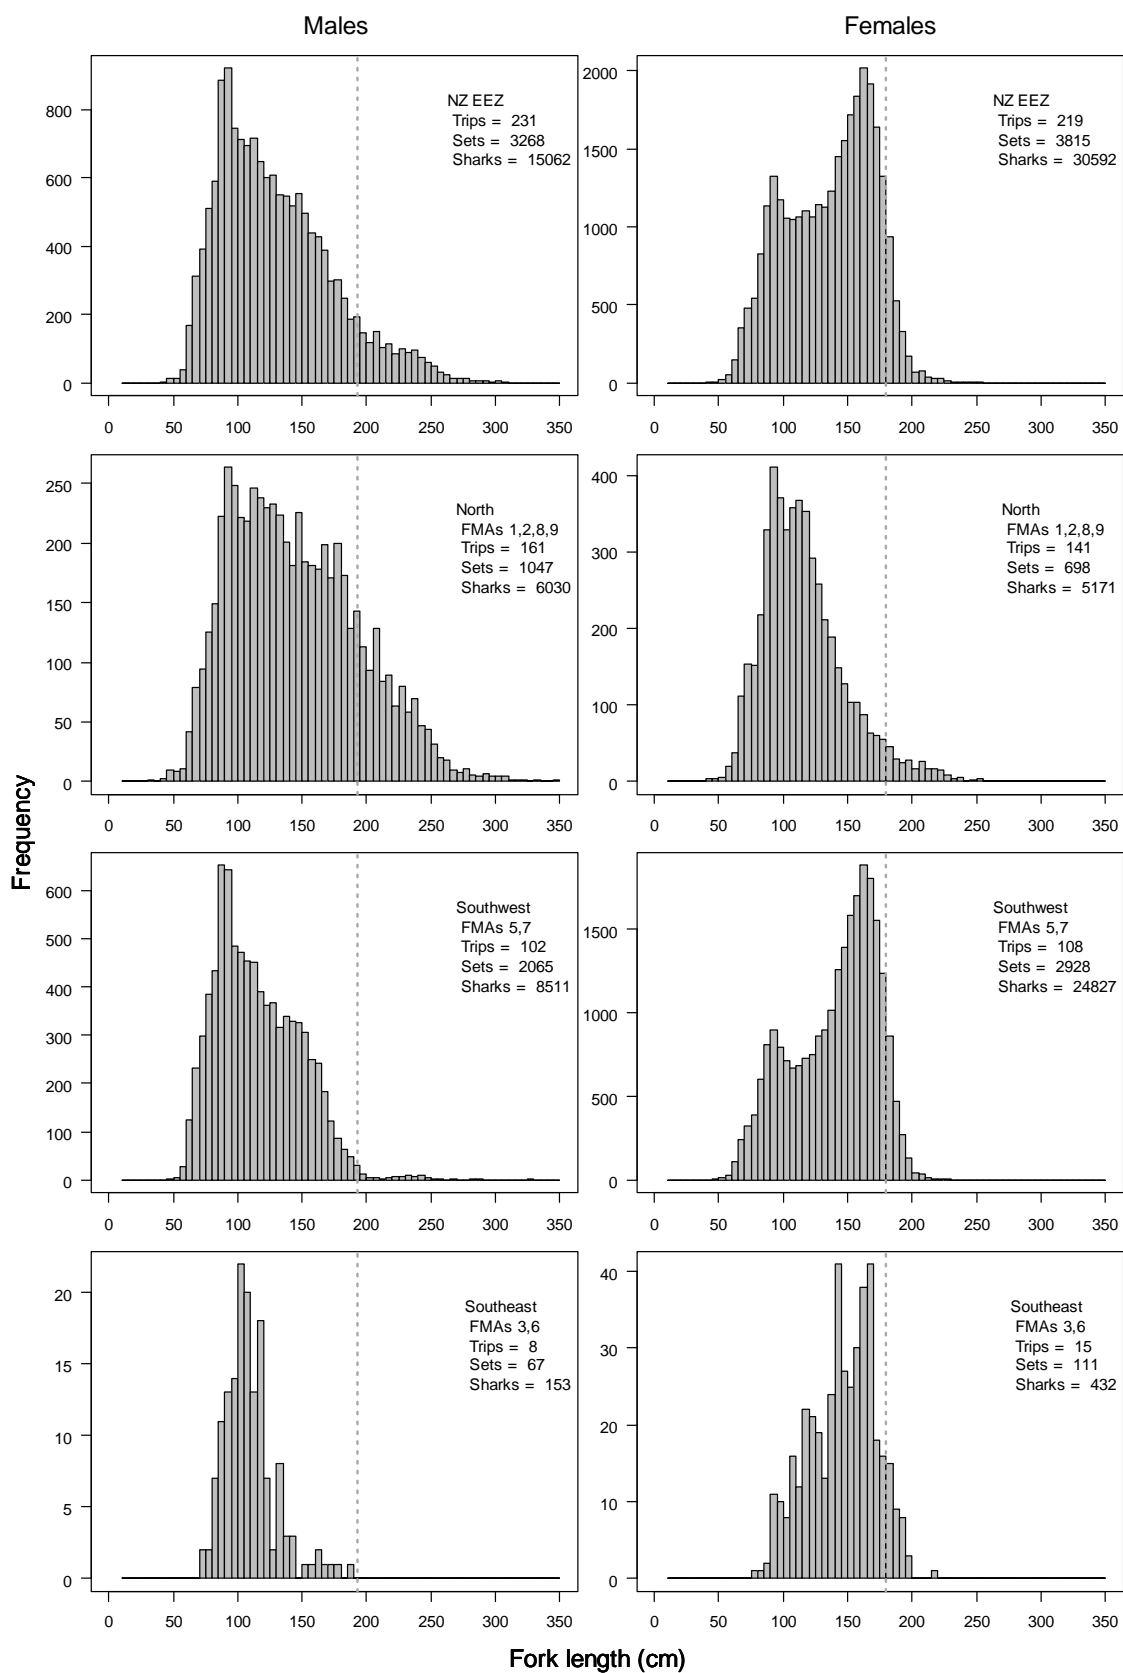 Males
Females
NZ EEZ
Trips = 231
Sets = 3268
Sharks = 15062
800
600
400
200
0
0 50 100 150 200 250 300 350
NZ EEZ
Trips = 219
Sets = 3815
Sharks = 30592
2000
1500
1000
500
0
0 50 100 150 200 250 300 350
North
FMAs 1,2,8,9
Trips = 161
Sets = 1047
Sharks = 6030
250
200
150
100
50
0
0 50 100 150 200 250 300 350
North
FMAs 1,2,8,9
Trips = 141
Sets = 698
Sharks = 5171
400
300
200
100
0
0 50 100 150 200 250 300 350
Frequency
Southwest
FMAs 5,7
Trips = 102
Sets = 2065
Sharks = 8511
600
500
400
300
200
100
0
0 50 100 150 200 250 300 350
Southwest
FMAs 5,7
Trips = 108
Sets = 2928
Sharks = 24827
1500
1000
500
0
0 50 100 150 200 250 300 350
Southeast
FMAs 3,6
Trips = 8
Sets = 67
Sharks = 153
20
15
10
5
0
0 50 100 150 200 250 300 350
Southeast
FMAs 3,6
Trips = 15
Sets = 111
Sharks = 432
40
30
20
10
0
0 50 100 150 200 250 300 350
Fork length (cm)